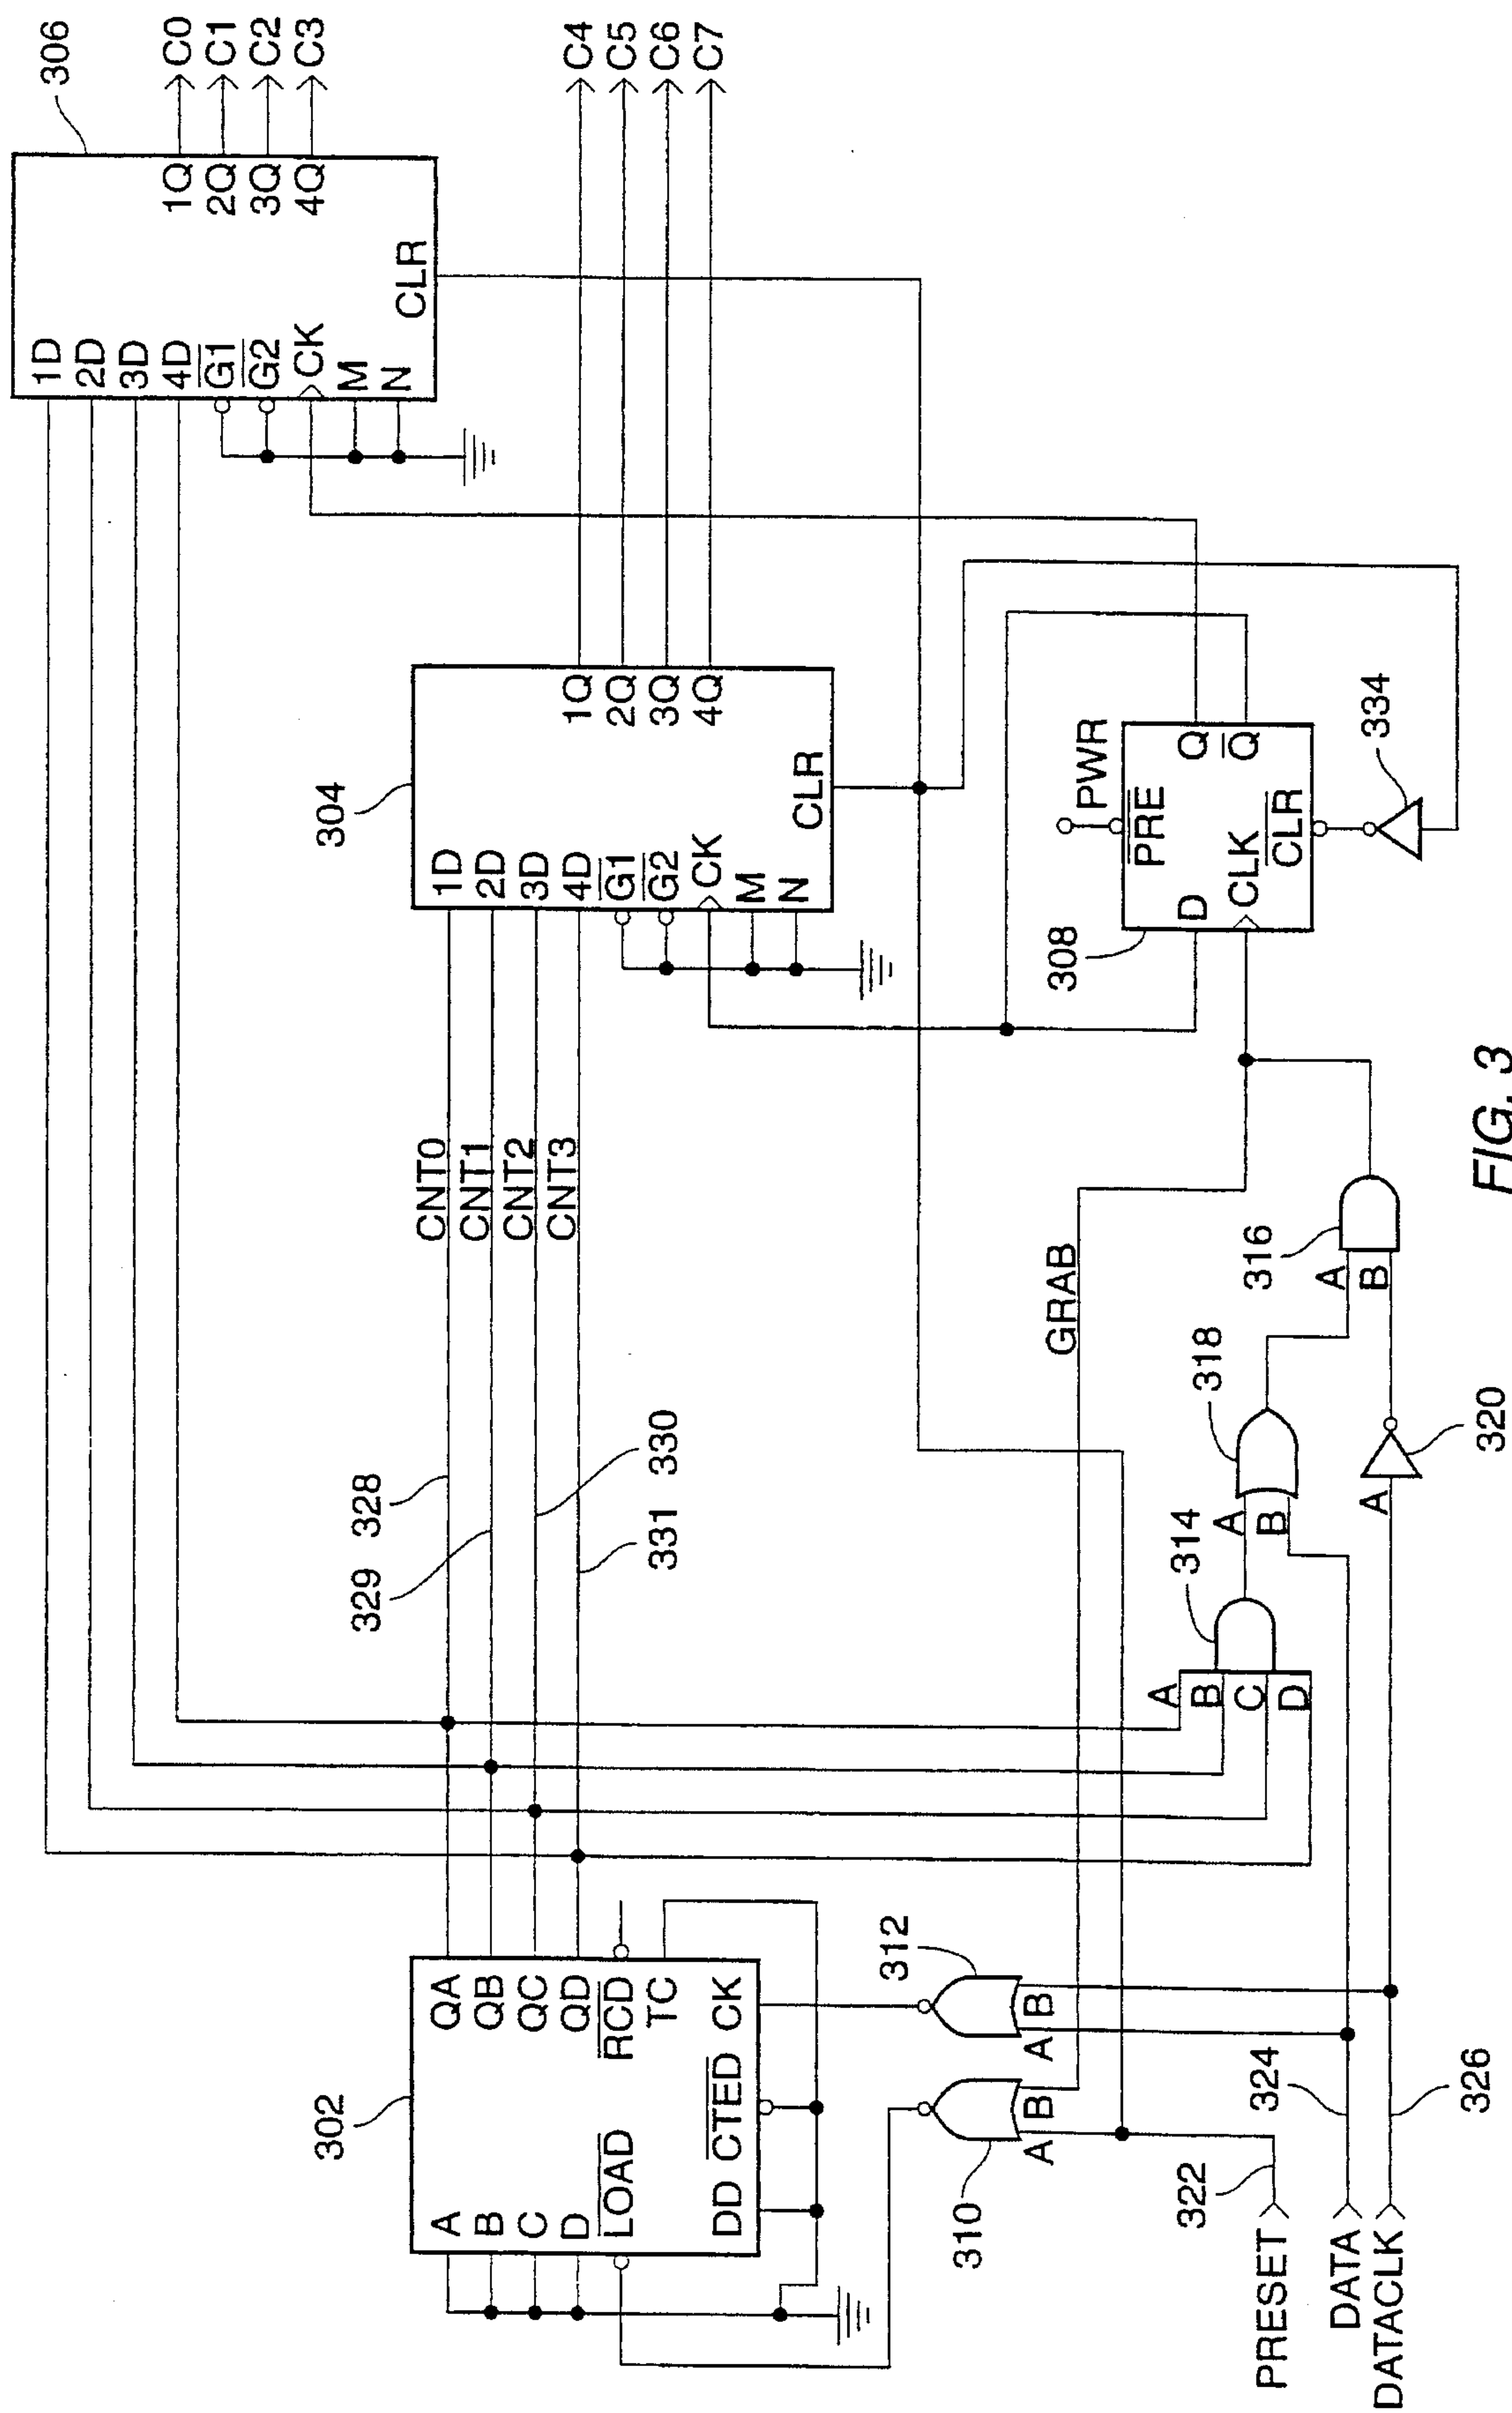 306
1D
2D
3D
4D
G1
G2
CK
M
N
CLR
1Q
2Q
3Q
4Q
C0
C1
C2
C3
304
1D
2D
3D
4D
G1
G2
CK
M
N
CLR
1Q
2Q
3Q
4Q
C4
C5
C6
C7
CNT0
CNT1
CNT2
CNT3
328
329
330
331
302
A
B
C
D
LOAD
DD
CTED
CK
QA
QB
QC
QD
RCD
TC
310
A
B
312
A
B
GRAB
308
PWR
PRE
D
CLK
CLR
Q
Q
334
314
A
B
C
D
318
A
B
316
A
B
320
A
322
324
326
PRESET
DATA
DATACLK
FIG. 3